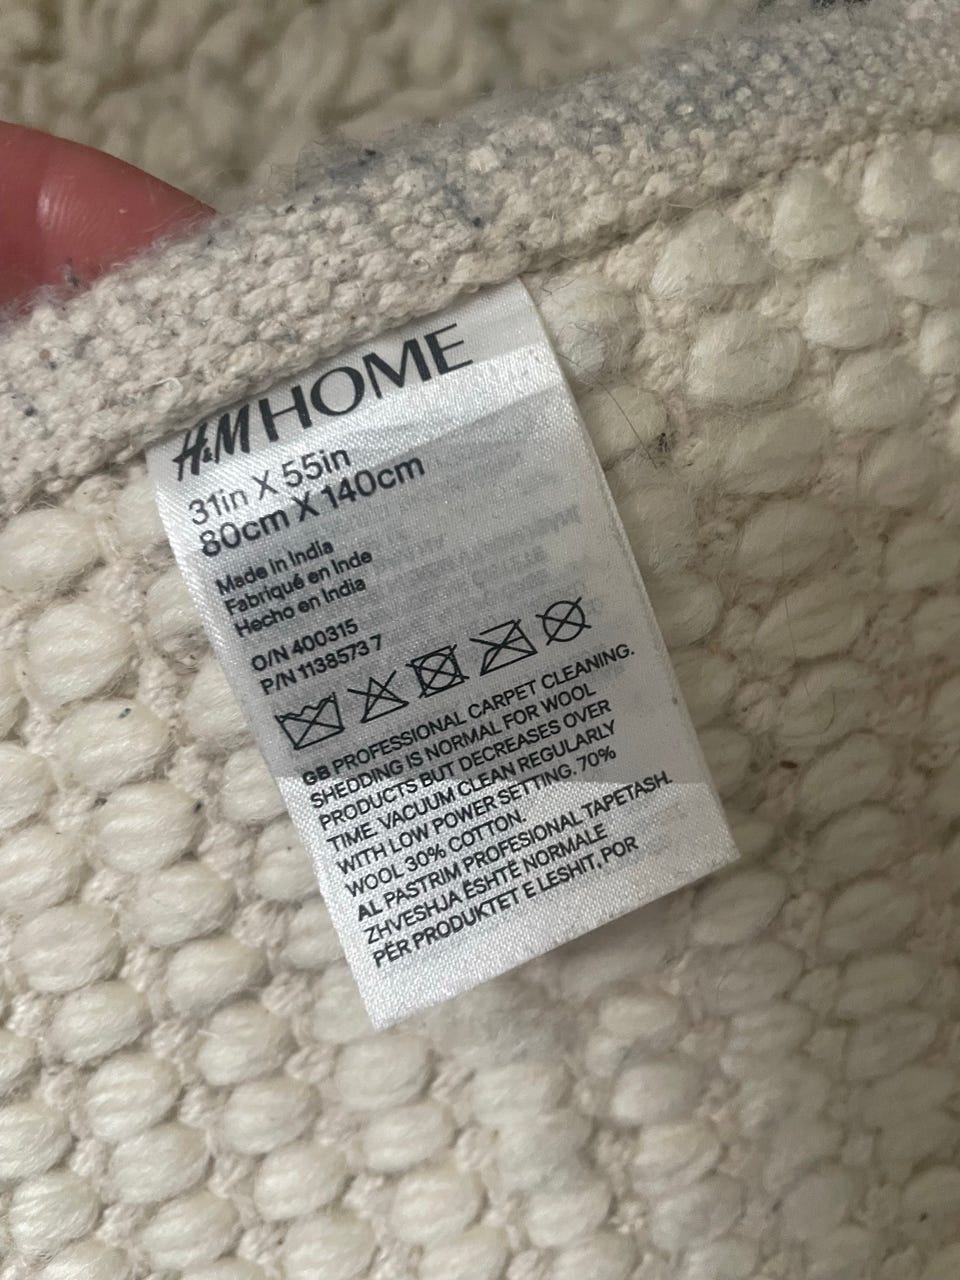 H&M HOME
31in X 55in
80cm X 140cm
Made in India
Fabriqué en Inde
Hecho en India
O/N 400315
P/N 1138573 7
GB PROFESSIONAL CARPET CLEANING.
SHEDDING IS NORMAL FOR WOOL
PRODUCTS BUT DECREASES OVER
TIME. VACUUM CLEAN REGULARLY
WITH LOW POWER SETTING. 70%
WOOL 30% COTTON.
AL PASTRIM PROFESIONAL TAPETASH.
ZHVESHJA ËSHTË NORMALE
PËR PRODUKTET E LESHIT, POR